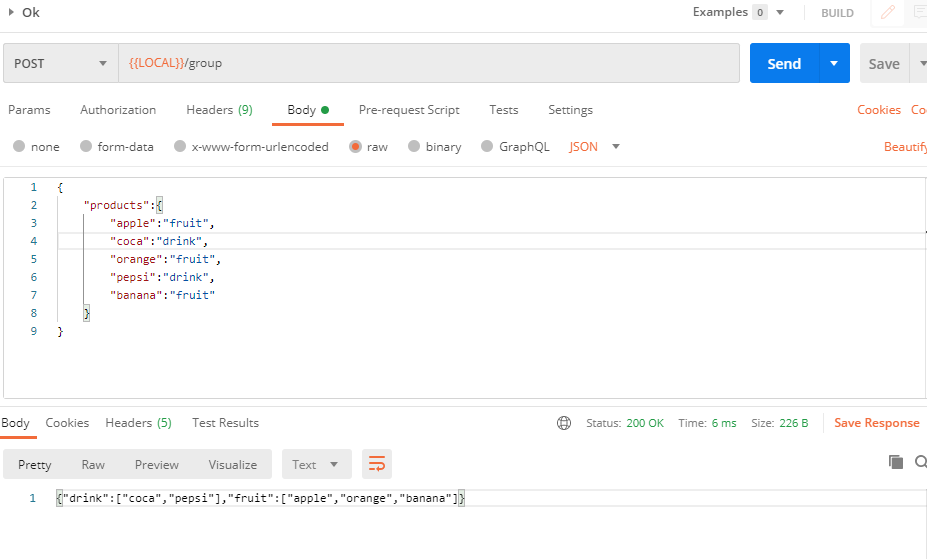 Ok
Examples 0 BUILD
POST {{LOCAL}}/group Send Save
Params Authorization Headers (9) Body Pre-request Script Tests Settings Cookies Co
none form-data x-www-form-urlencoded raw binary GraphQL JSON Beautify
1 {
2 "products":{
3 "apple":"fruit",
4 "coca":"drink",
5 "orange":"fruit",
6 "pepsi":"drink",
7 "banana":"fruit"
8 }
9 }
Body Cookies Headers (5) Test Results Status: 200 OK Time: 6 ms Size: 226 B Save Response
Pretty Raw Preview Visualize Text
1 {"drink":["coca","pepsi"],"fruit":["apple","orange","banana"]}